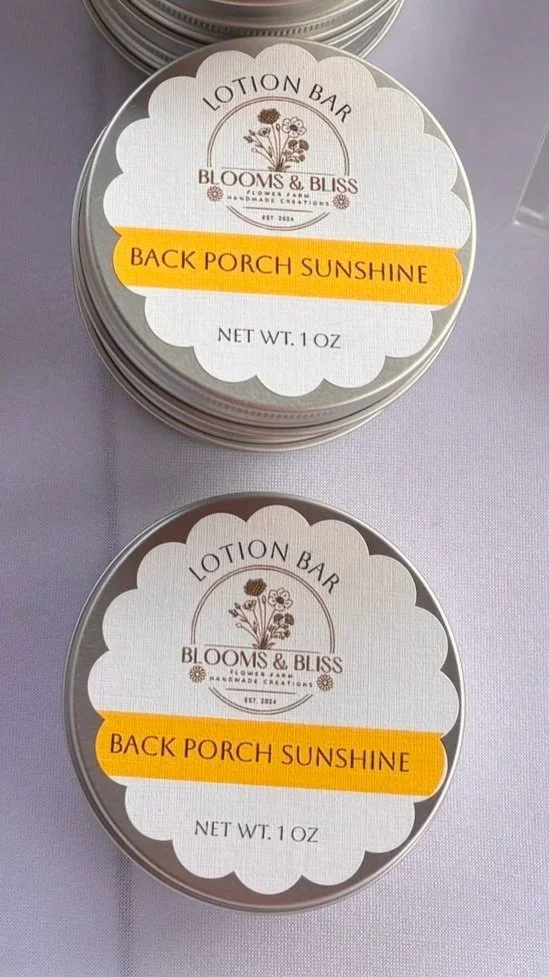 LOTION BAR
BLOOMS & BLISS
FLOWER FARM
HANDMADE CREATIONS
EST. 2024
BACK PORCH SUNSHINE
NET WT. 1 OZ
LOTION BAR
BLOOMS & BLISS
FLOWER FARM
HANDMADE CREATIONS
EST. 2024
BACK PORCH SUNSHINE
NET WT. 1 OZ